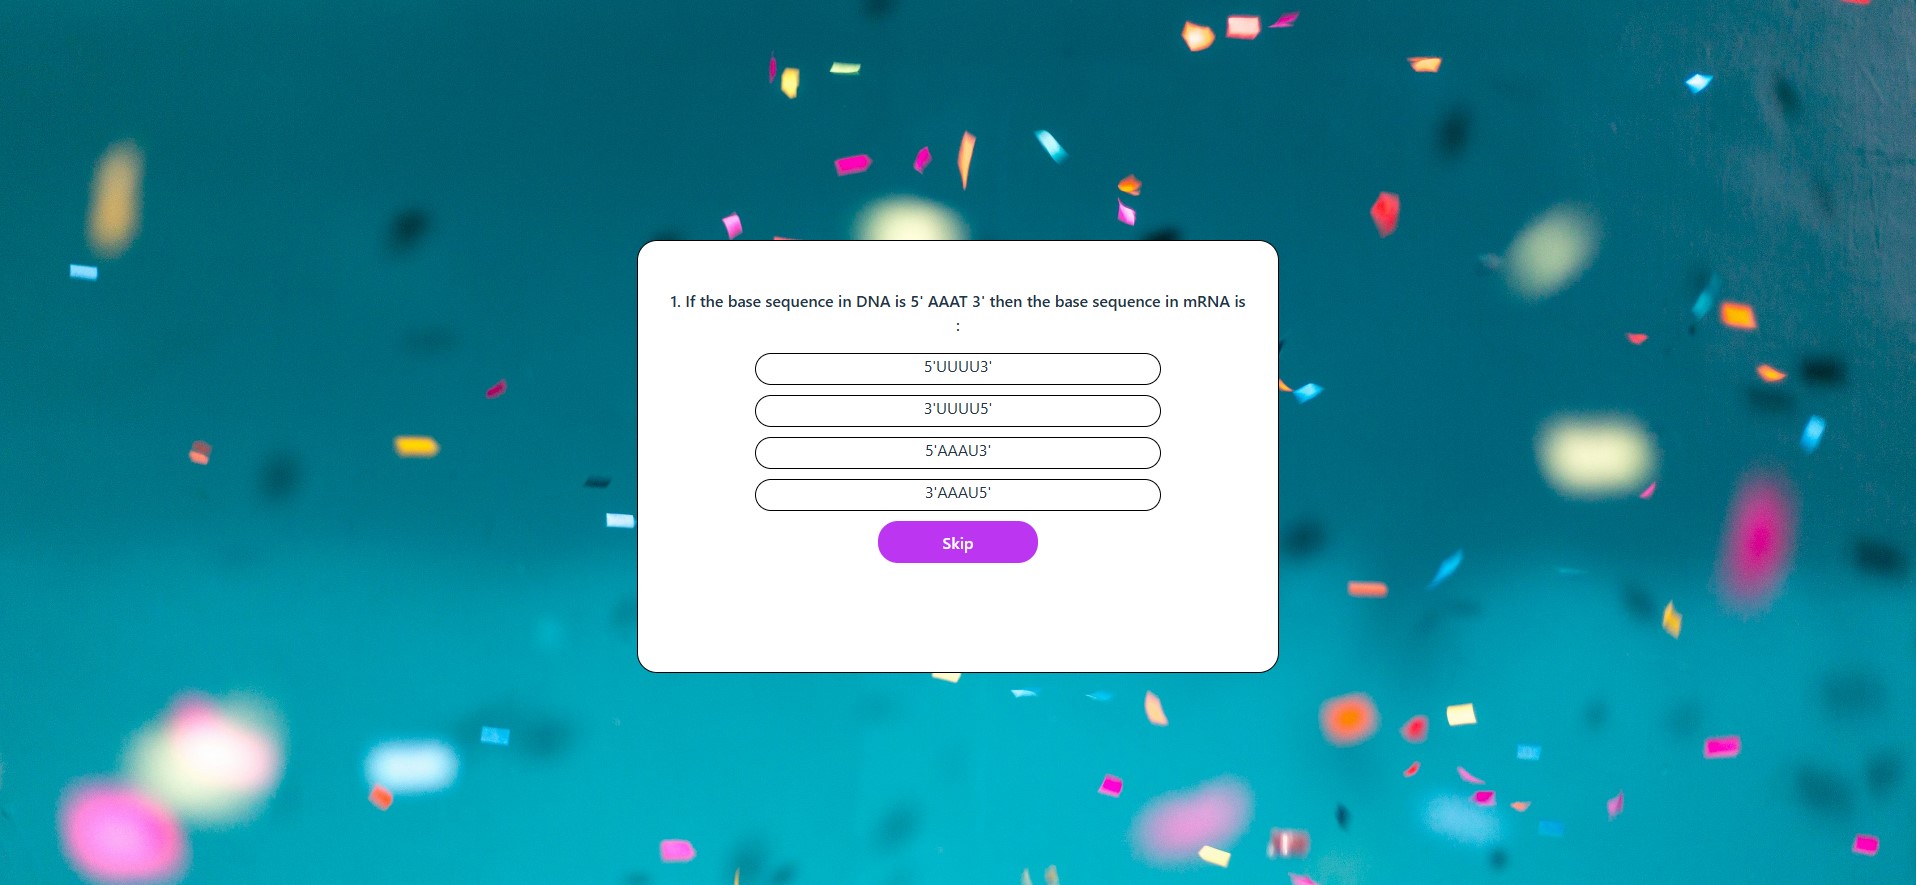 1. If the base sequence in DNA is 5' AAAT 3' then the base sequence in mRNA is
:
5'UUUU3'
3'UUUU5'
5'AAAU3'
3'AAAU5'
Skip